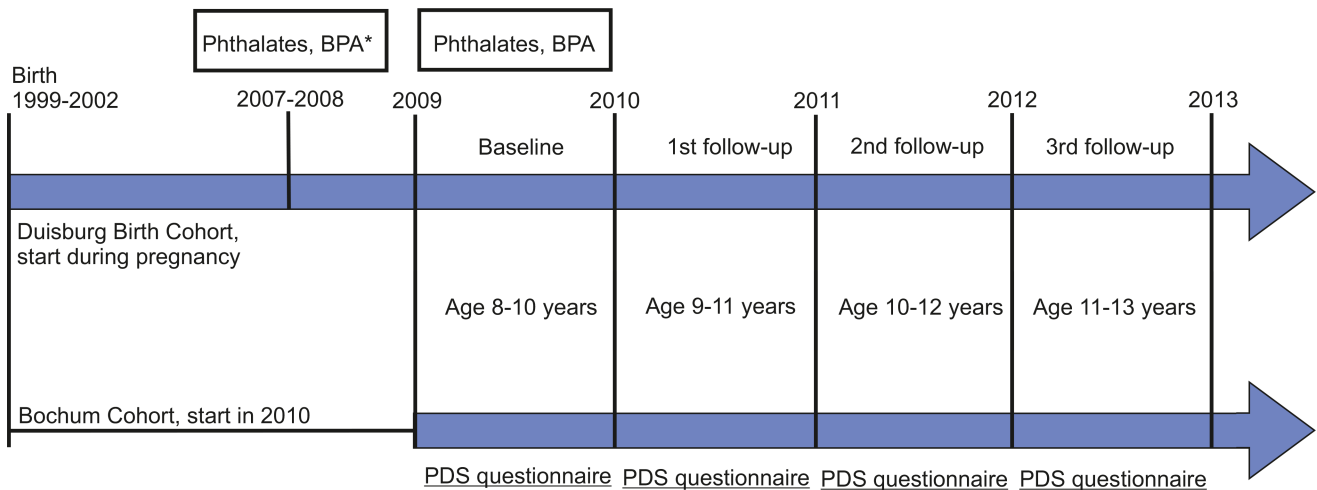 Phthalates, BPA*
Phthalates, BPA
Birth
1999-2002
2007-2008
2009
2010
2011
2012
2013
Baseline
1st follow-up
2nd follow-up
3rd follow-up
Duisburg Birth Cohort,
start during pregnancy
Age 8-10 years
Age 9-11 years
Age 10-12 years
Age 11-13 years
Bochum Cohort, start in 2010
PDS questionnaire
PDS questionnaire
PDS questionnaire
PDS questionnaire